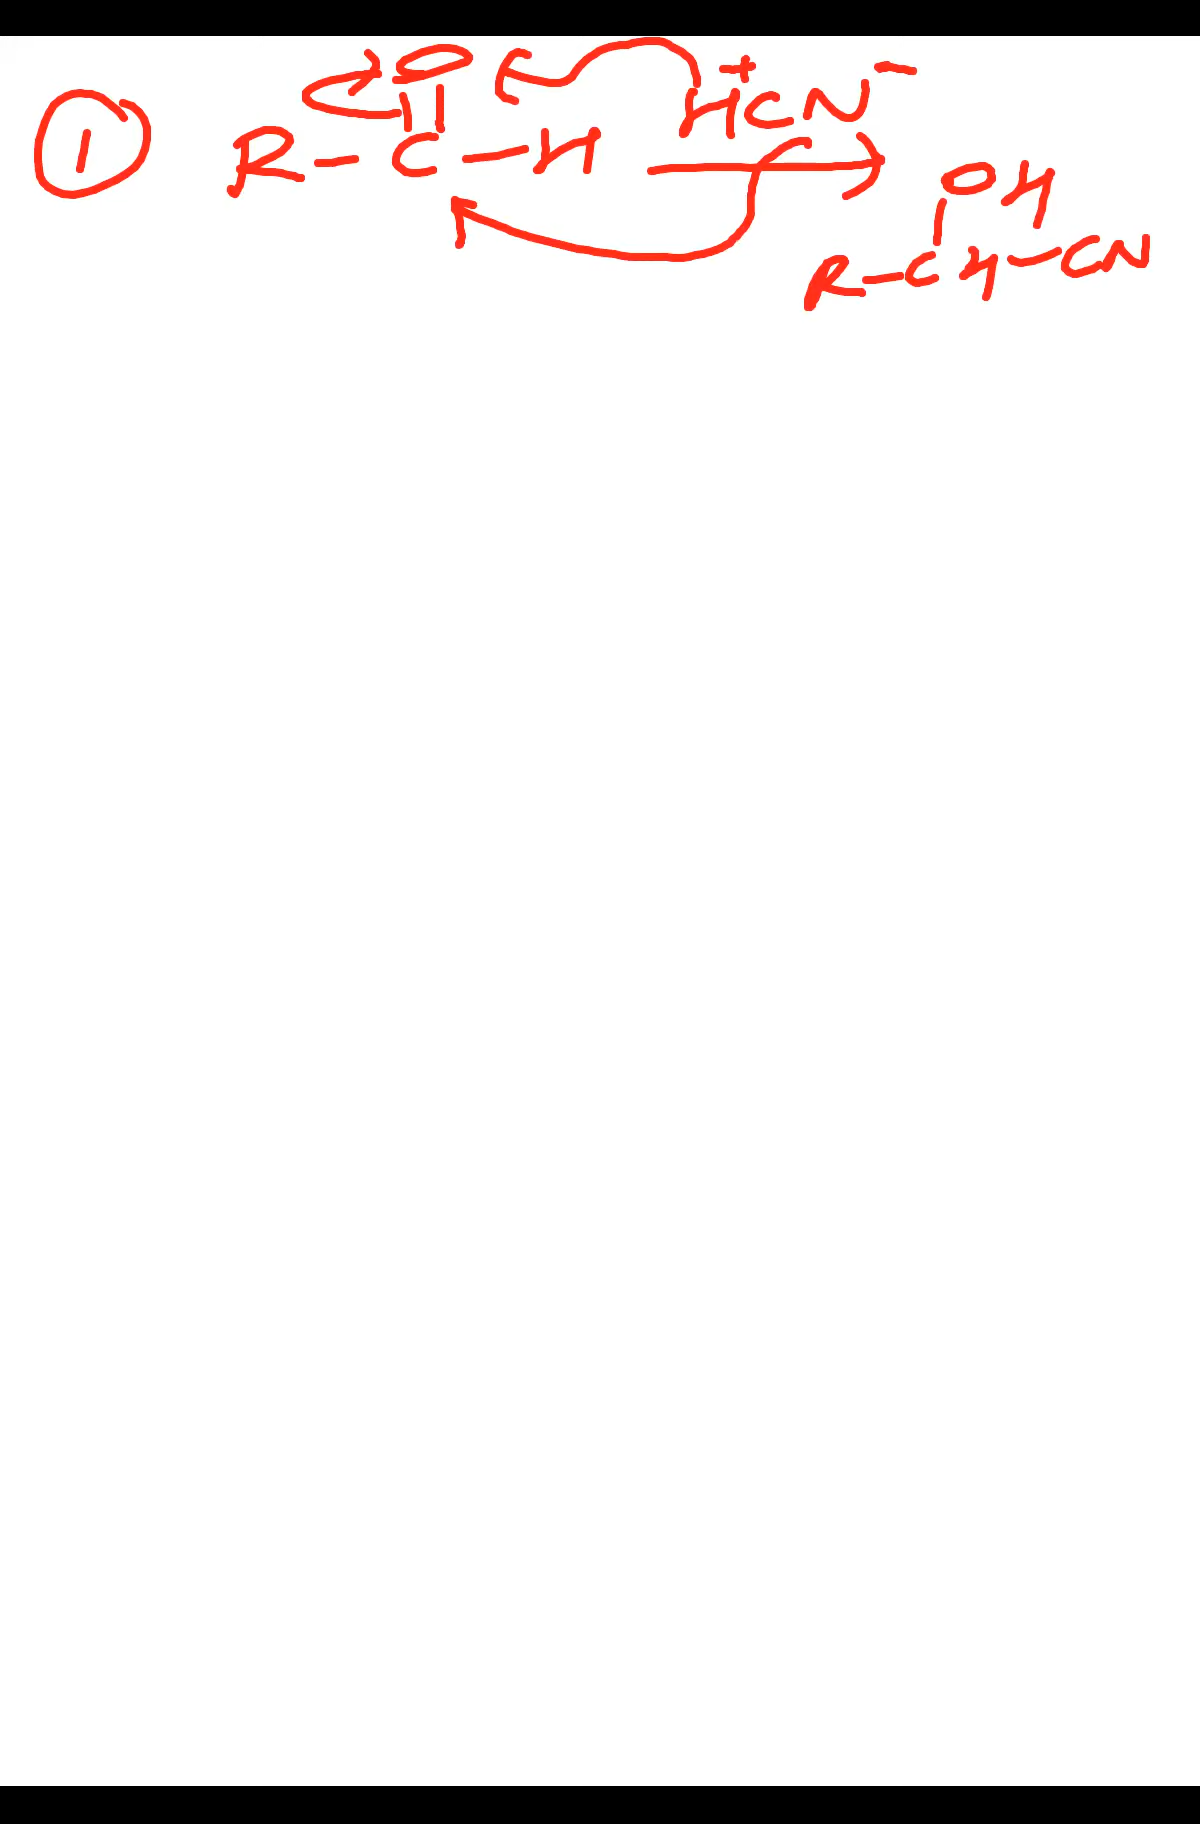 ①
O
||
R-C-H
H⁺CN⁻
→
OH
|
R-CH-CN